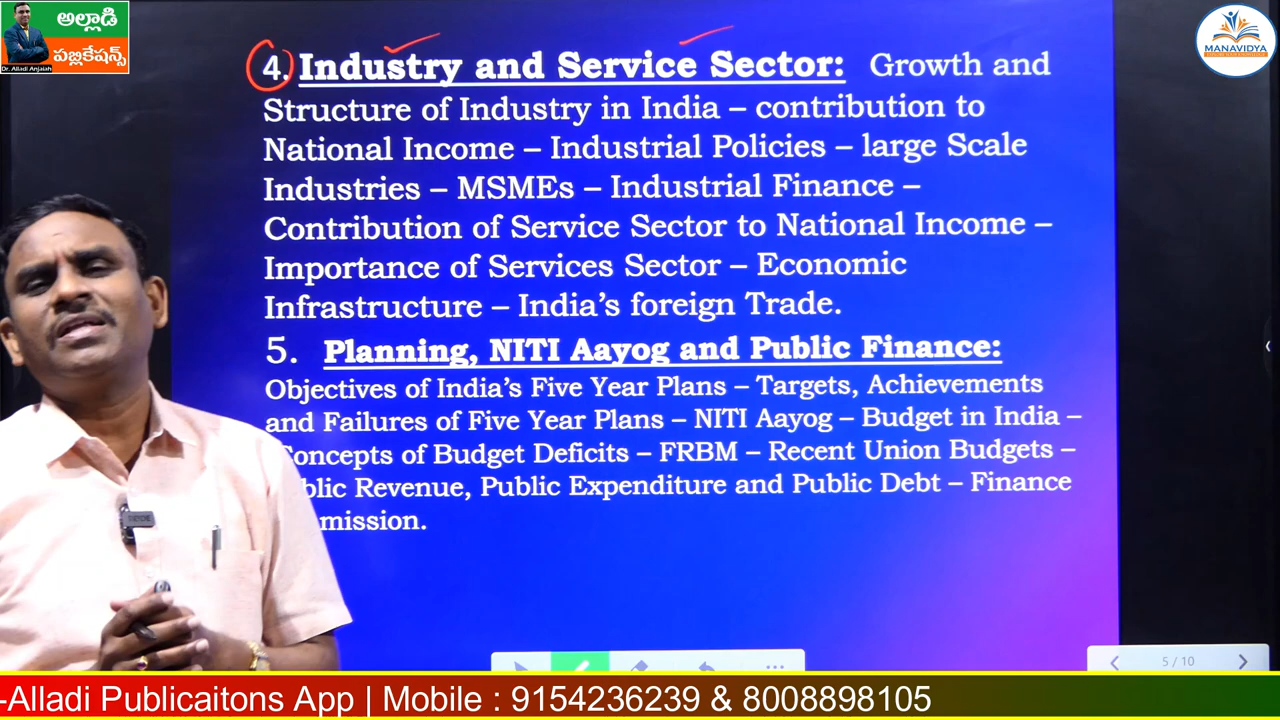 అల్లాడి
పబ్లికేషన్స్
Dr. Alladi Anjaiah
MANAVIDYA
4. Industry and Service Sector: Growth and
Structure of Industry in India – contribution to
National Income – Industrial Policies – large Scale
Industries – MSMEs – Industrial Finance –
Contribution of Service Sector to National Income –
Importance of Services Sector – Economic
Infrastructure – India's foreign Trade.
5. Planning, NITI Aayog and Public Finance:
Objectives of India's Five Year Plans – Targets, Achievements
and Failures of Five Year Plans – NITI Aayog – Budget in India –
oncepts of Budget Deficits – FRBM – Recent Union Budgets –
blic Revenue, Public Expenditure and Public Debt – Finance
mission.
5 / 10
-Alladi Publicaitons App | Mobile : 9154236239 & 8008898105